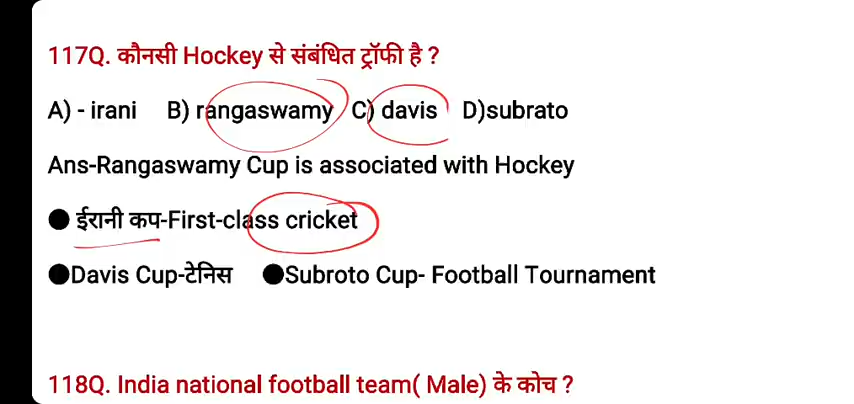 117Q. कौनसी Hockey से संबंधित ट्रॉफी है ?
A) - irani B) rangaswamy C) davis D)subrato
Ans-Rangaswamy Cup is associated with Hockey
● ईरानी कप-First-class cricket
●Davis Cup-टेनिस ●Subroto Cup- Football Tournament
118Q. India national football team( Male) के कोच ?